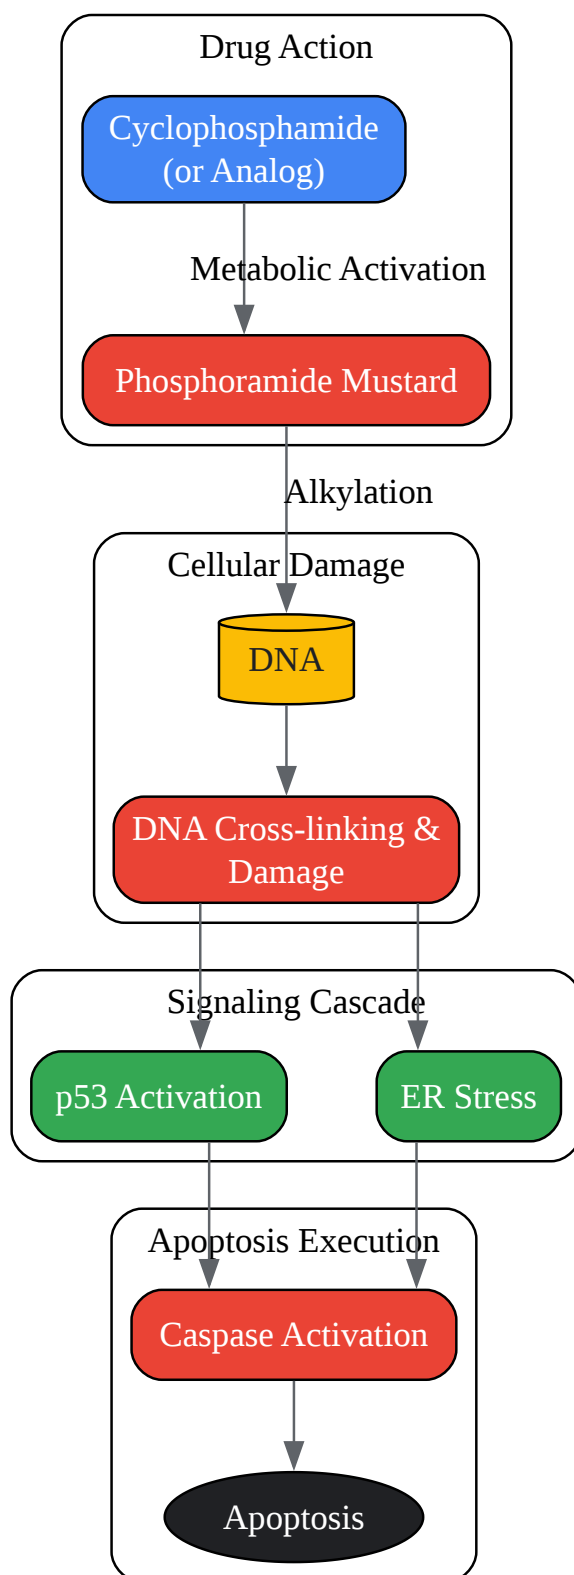 Drug Action
Cyclophosphamide
(or Analog)
Metabolic Activation
Phosphoramide Mustard
Alkylation
Cellular Damage
DNA
DNA Cross-linking &
Damage
Signaling Cascade
p53 Activation
ER Stress
Apoptosis Execution
Caspase Activation
Apoptosis